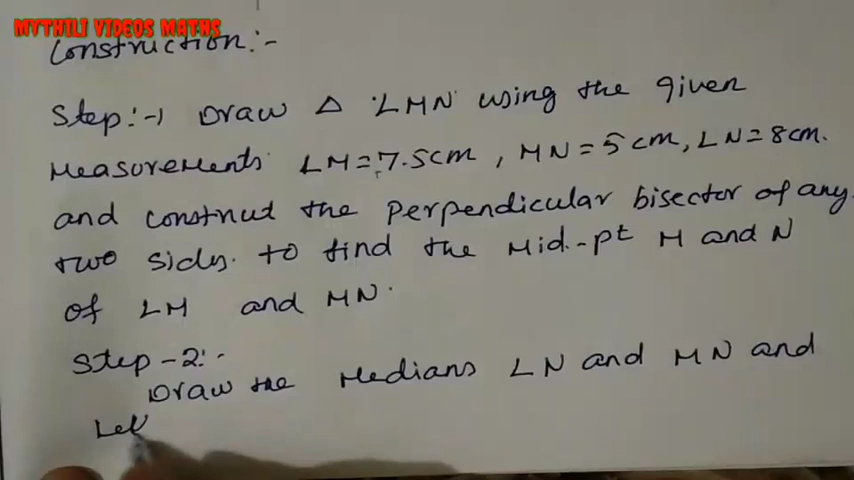 MYTHILI VIDEOS MATHS
Construction:-
Step:-1 Draw △ LMN using the given
Measurements LM=7.5cm, MN=5cm, LN=8cm.
and construct the perpendicular bisector of any
two sides to find the Mid-pt M and N
of LM and MN.
Step-2:-
Draw the Medians LN and MN and
Let